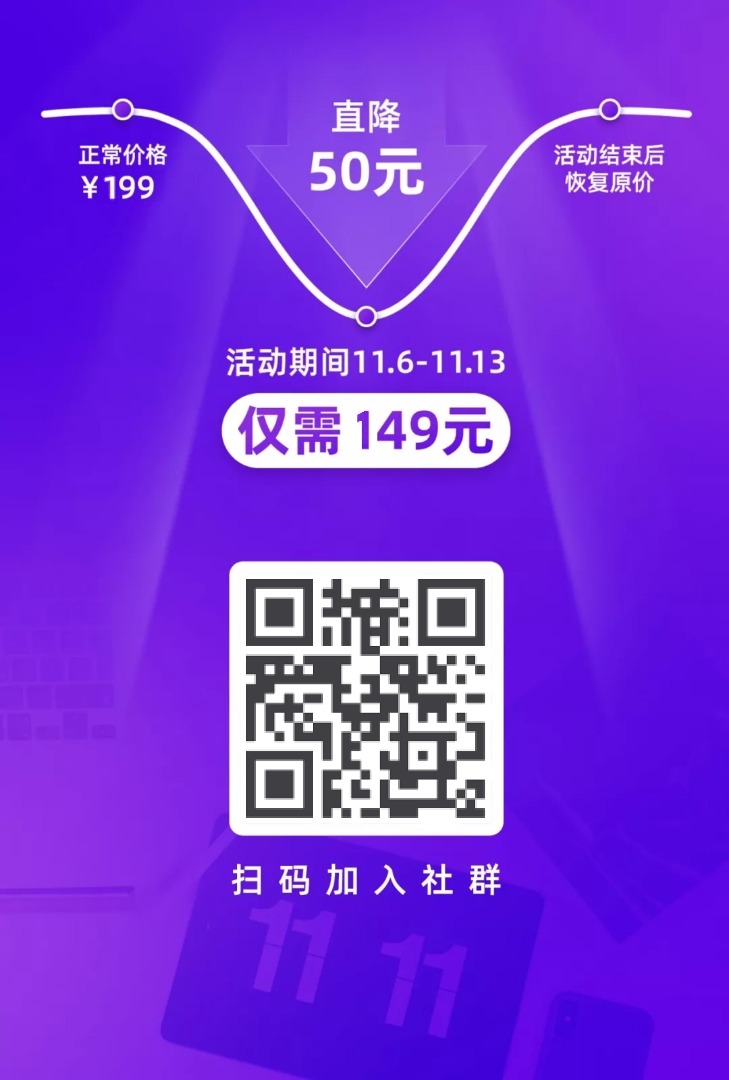 直降
50元
正常价格
¥199
活动结束后
恢复原价
活动期间11.6-11.13
仅需 149元
扫码加入社群
11 11